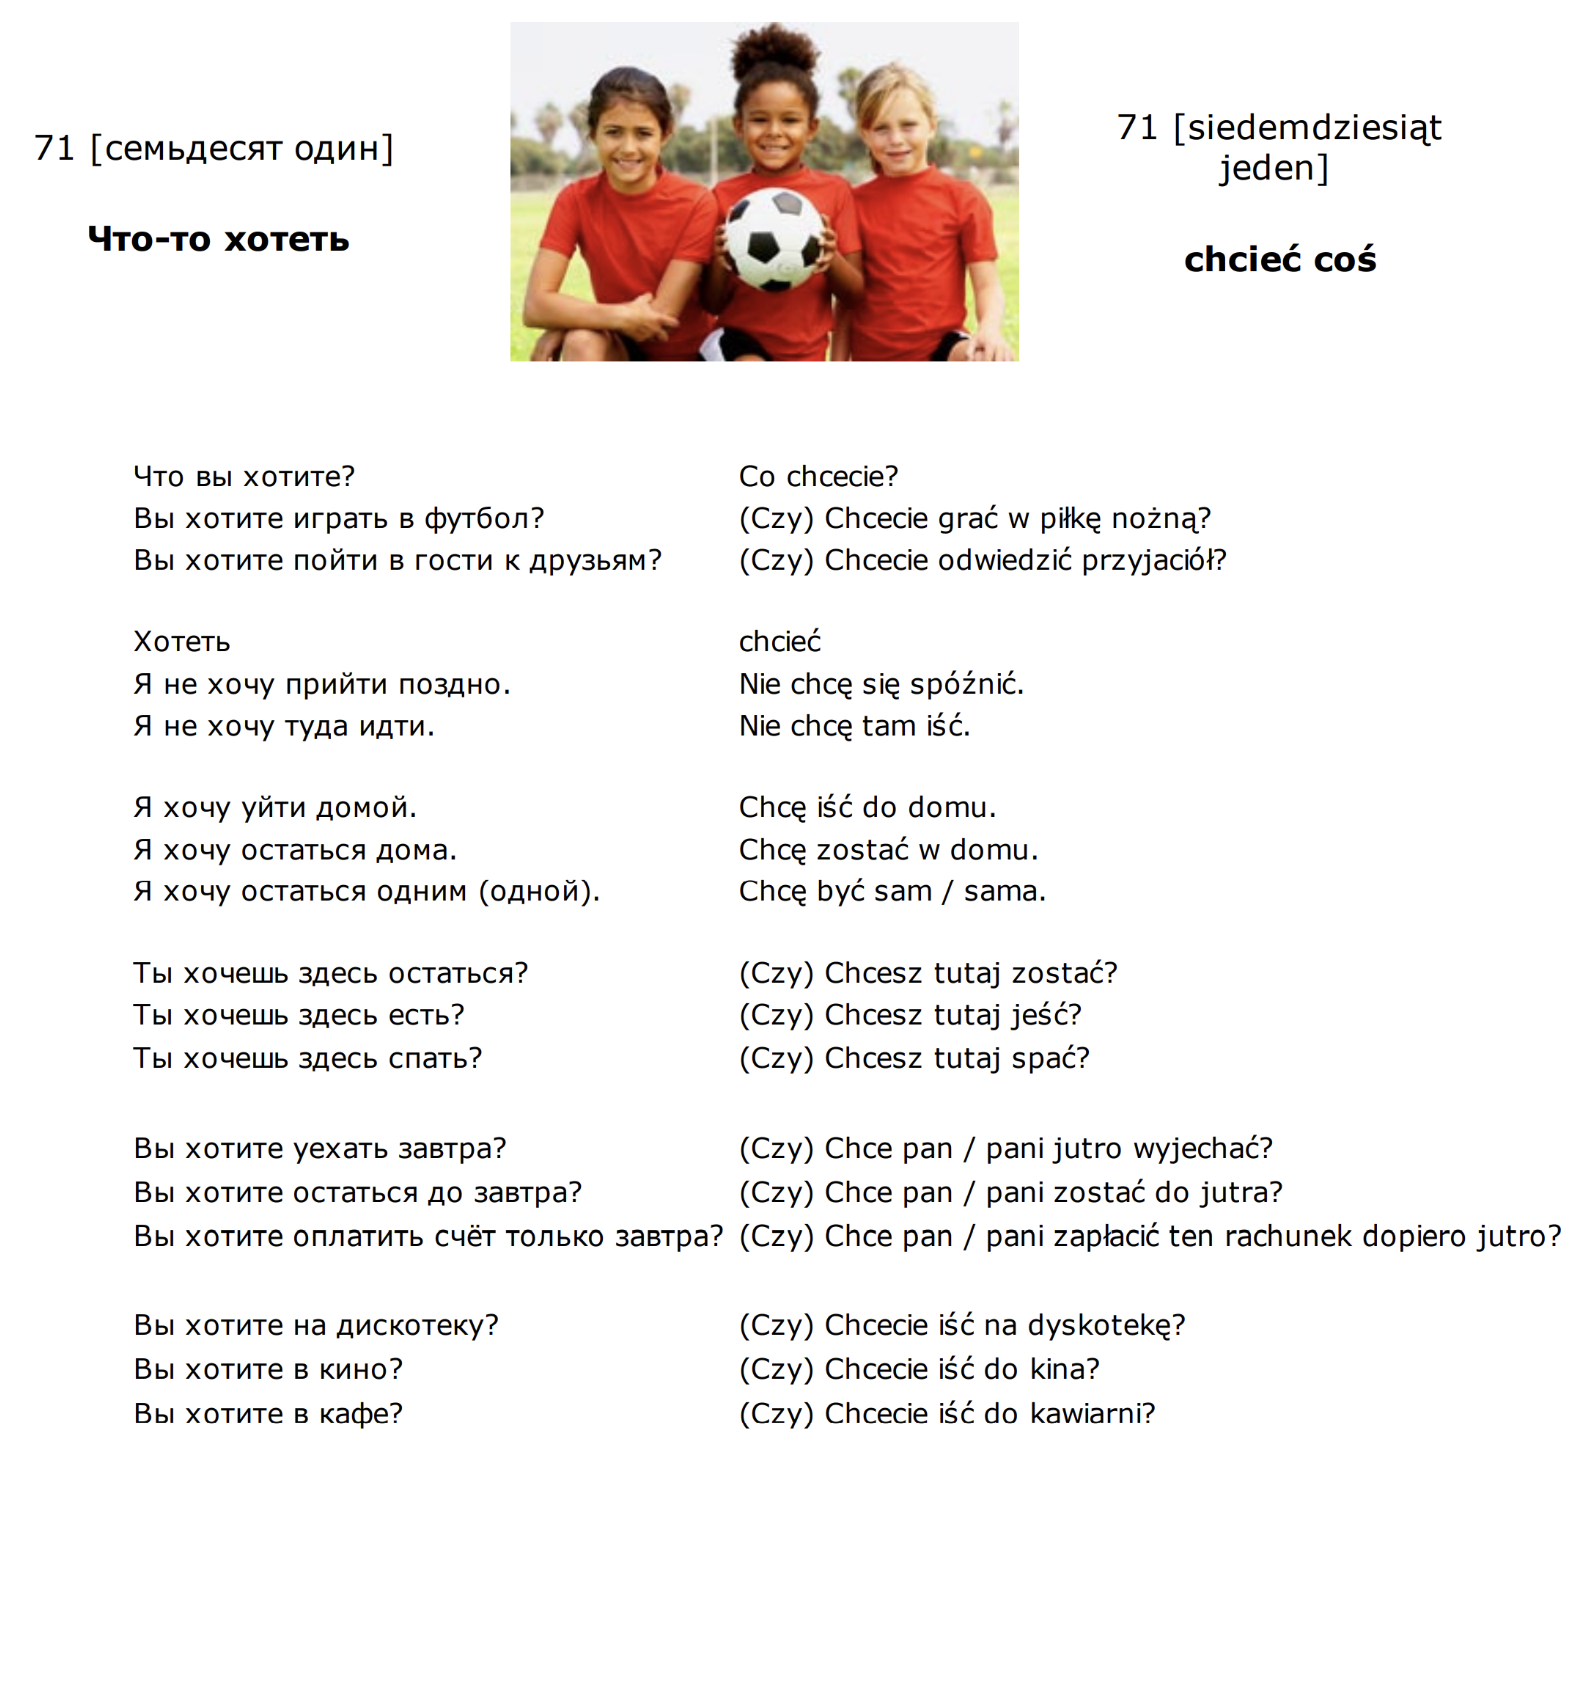 71 [семьдесят один]
Что-то хотеть
71 [siedemdziesiąt
jeden]
chcieć coś
Что вы хотите? Co chcecie?
Вы хотите играть в футбол? (Czy) Chcecie grać w piłkę nożną?
Вы хотите пойти в гости к друзьям? (Czy) Chcecie odwiedzić przyjaciół?
Хотеть chcieć
Я не хочу прийти поздно. Nie chcę się spóźnić.
Я не хочу туда идти. Nie chcę tam iść.
Я хочу уйти домой. Chcę iść do domu.
Я хочу остаться дома. Chcę zostać w domu.
Я хочу остаться одним (одной). Chcę być sam / sama.
Ты хочешь здесь остаться? (Czy) Chcesz tutaj zostać?
Ты хочешь здесь есть? (Czy) Chcesz tutaj jeść?
Ты хочешь здесь спать? (Czy) Chcesz tutaj spać?
Вы хотите уехать завтра? (Czy) Chce pan / pani jutro wyjechać?
Вы хотите остаться до завтра? (Czy) Chce pan / pani zostać do jutra?
Вы хотите оплатить счёт только завтра? (Czy) Chce pan / pani zapłacić ten rachunek dopiero jutro?
Вы хотите на дискотеку? (Czy) Chcecie iść na dyskotekę?
Вы хотите в кино? (Czy) Chcecie iść do kina?
Вы хотите в кафе? (Czy) Chcecie iść do kawiarni?